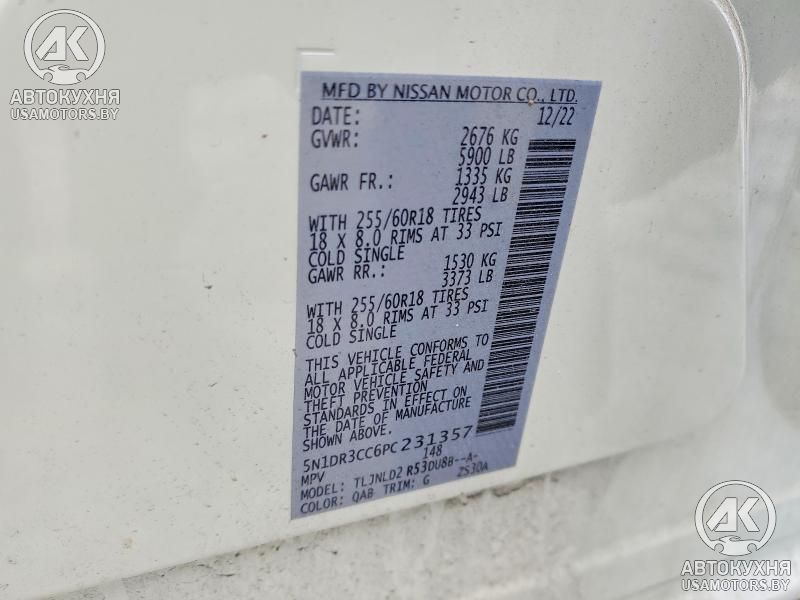 AK
АВТОКУХНЯ
USAMOTORS.BY
MFD BY NISSAN MOTOR CO., LTD.
DATE: 12/22
GVWR: 2676 KG
5900 LB
GAWR FR.: 1335 KG
2943 LB
WITH 255/60R18 TIRES
18 X 8.0 RIMS AT 33 PSI
COLD SINGLE
GAWR RR.: 1530 KG
3373 LB
WITH 255/60R18 TIRES
18 X 8.0 RIMS AT 33 PSI
COLD SINGLE
THIS VEHICLE CONFORMS TO
ALL APPLICABLE FEDERAL
MOTOR VEHICLE SAFETY AND
THEFT PREVENTION
STANDARDS IN EFFECT ON
THE DATE OF MANUFACTURE
SHOWN ABOVE.
5N1DR3CC6PC231357
MPV 148
MODEL: TLJNLD2 R53DU8B--A-
COLOR: QAB TRIM: G ZS30A
AK
АВТОКУХНЯ
USAMOTORS.BY